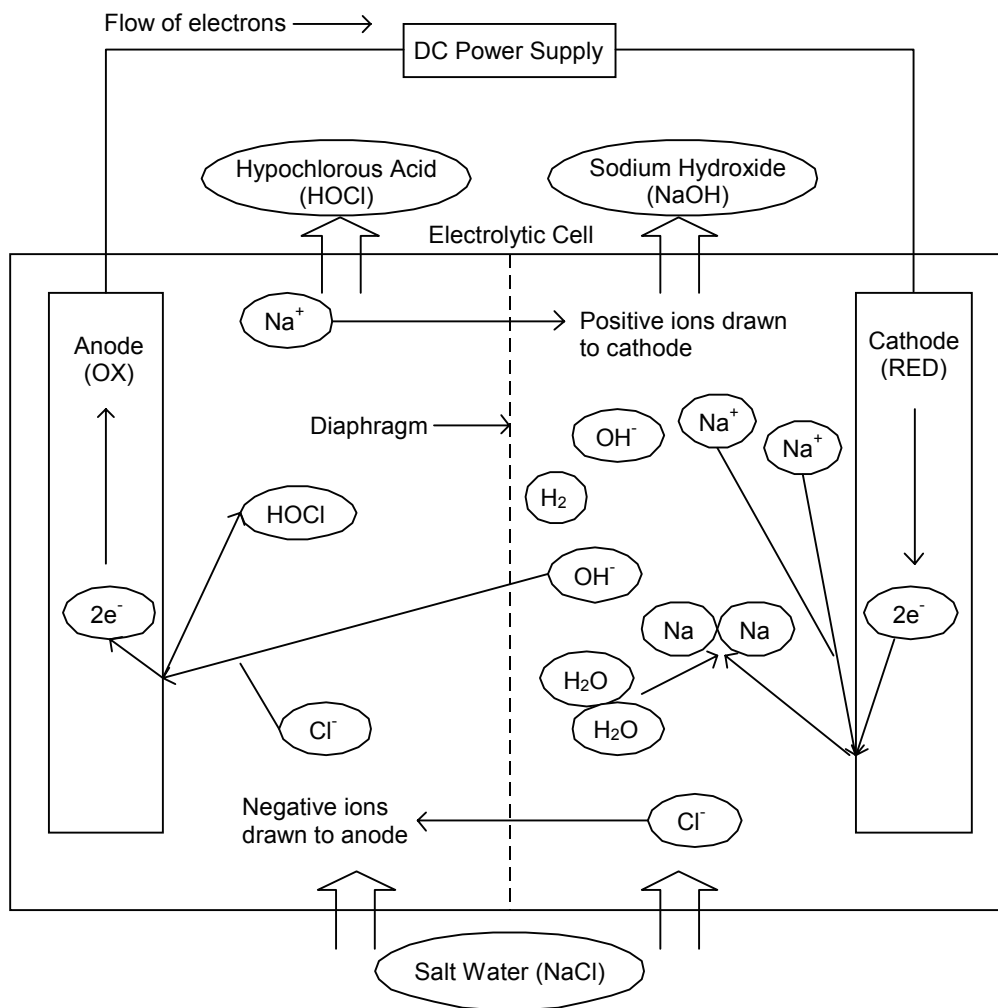 Flow of electrons
DC Power Supply
Hypochlorous Acid
(HOCl)
Sodium Hydroxide
(NaOH)
Electrolytic Cell
Na⁺
Positive ions drawn
to cathode
Anode
(OX)
Cathode
(RED)
Diaphragm
OH⁻
Na⁺
Na⁺
H₂
HOCl
OH⁻
2e⁻
Na
Na
2e⁻
H₂O
H₂O
Cl⁻
Negative ions
drawn to anode
Cl⁻
Salt Water (NaCl)